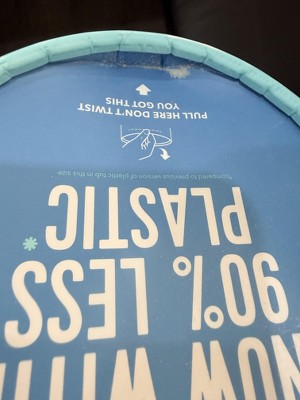 NOW WITH
90% LESS
PLASTIC*
*compared to previous version of plastic tub in this size
PULL HERE DON'T TWIST
YOU GOT THIS